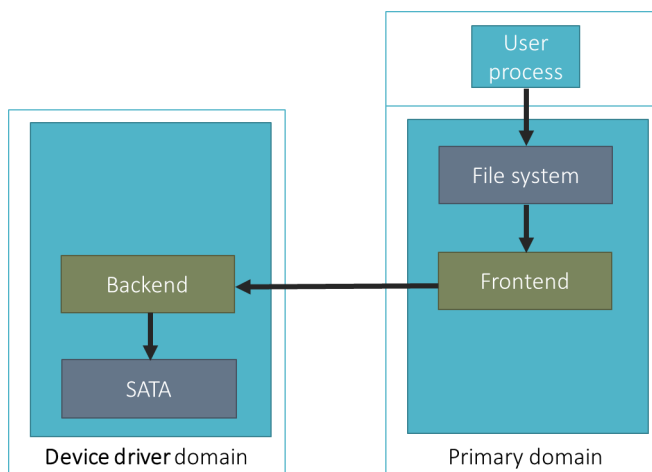 User
process
File system
Backend
Frontend
SATA
Device driver domain
Primary domain